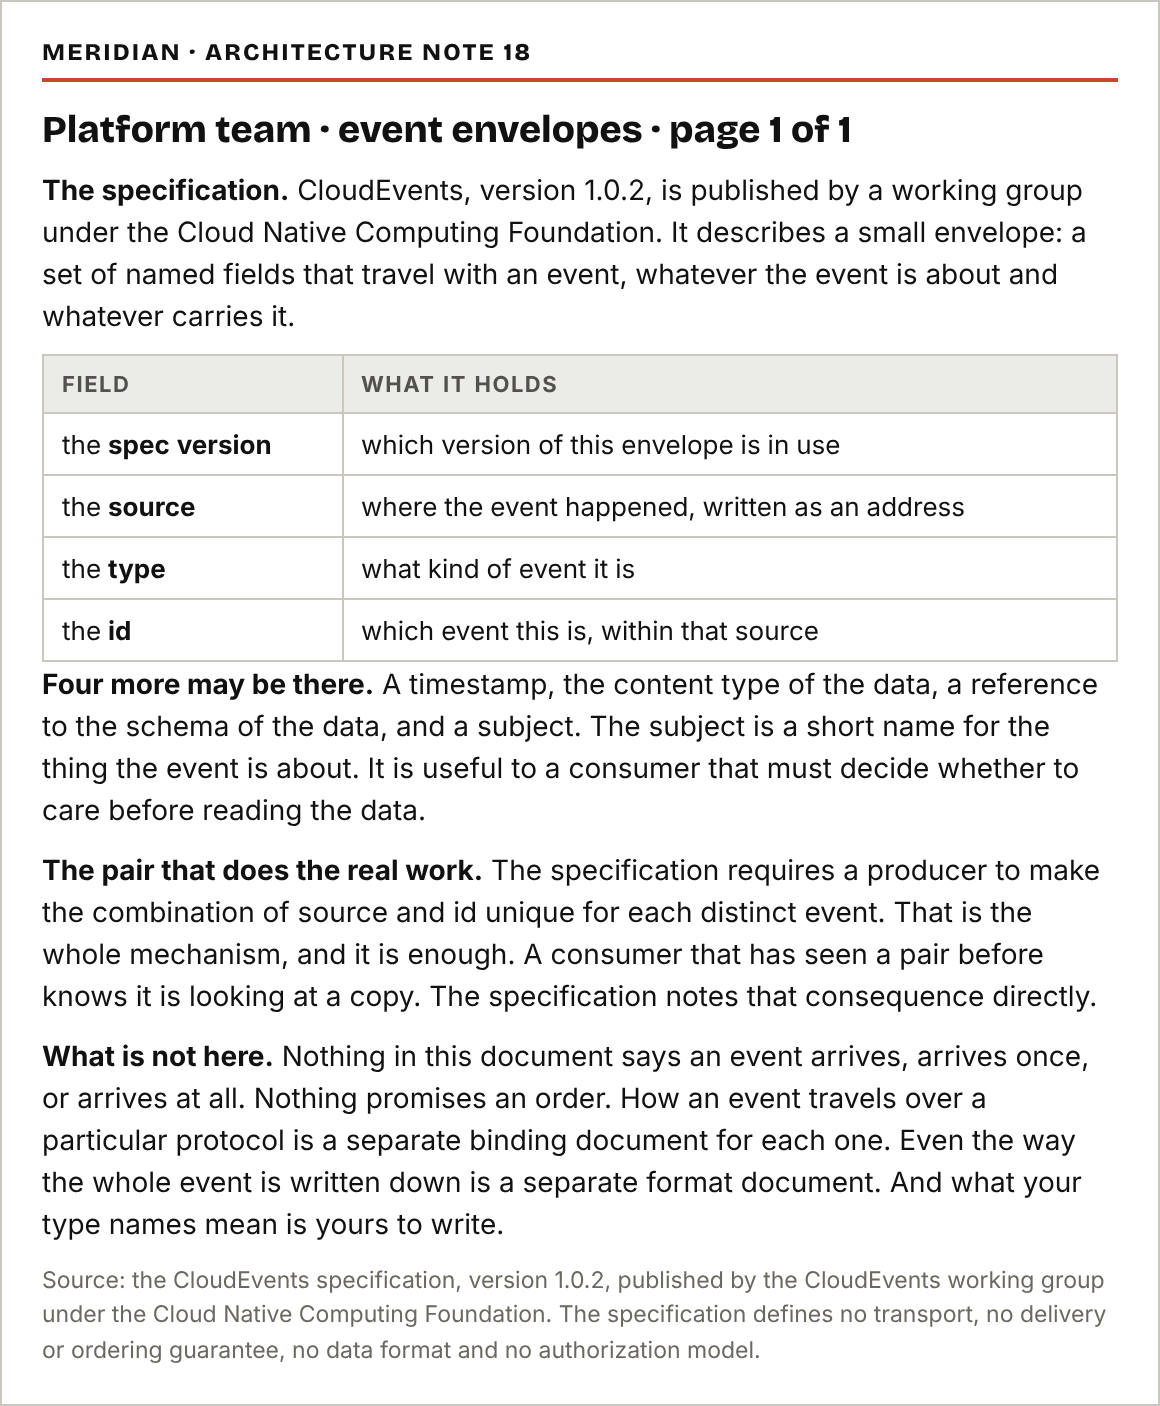 MERIDIAN · ARCHITECTURE NOTE 18
Platform team · event envelopes · page 1 of 1
The specification. CloudEvents, version 1.0.2, is published by a working group
under the Cloud Native Computing Foundation. It describes a small envelope: a
set of named fields that travel with an event, whatever the event is about and
whatever carries it.
FIELD WHAT IT HOLDS
the spec version which version of this envelope is in use
the source where the event happened, written as an address
the type what kind of event it is
the id which event this is, within that source
Four more may be there. A timestamp, the content type of the data, a reference
to the schema of the data, and a subject. The subject is a short name for the
thing the event is about. It is useful to a consumer that must decide whether to
care before reading the data.
The pair that does the real work. The specification requires a producer to make
the combination of source and id unique for each distinct event. That is the
whole mechanism, and it is enough. A consumer that has seen a pair before
knows it is looking at a copy. The specification notes that consequence directly.
What is not here. Nothing in this document says an event arrives, arrives once,
or arrives at all. Nothing promises an order. How an event travels over a
particular protocol is a separate binding document for each one. Even the way
the whole event is written down is a separate format document. And what your
type names mean is yours to write.
Source: the CloudEvents specification, version 1.0.2, published by the CloudEvents working group
under the Cloud Native Computing Foundation. The specification defines no transport, no delivery
or ordering guarantee, no data format and no authorization model.